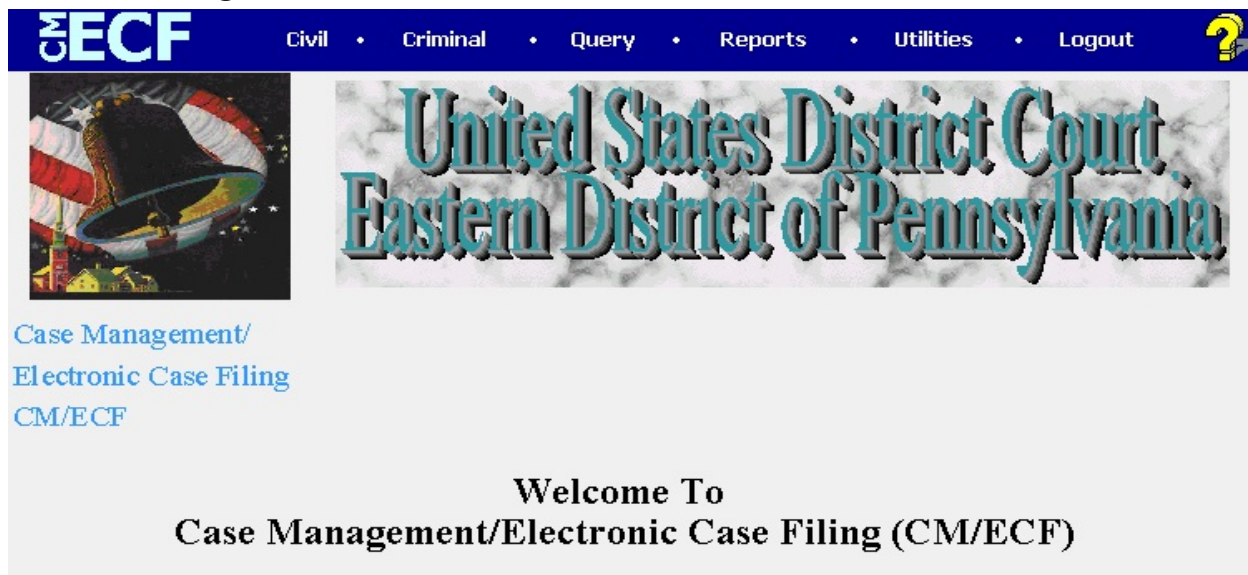 CM ECF Civil • Criminal • Query • Reports • Utilities • Logout ?
United States District Court
Eastern District of Pennsylvania
Case Management/
Electronic Case Filing
CM/ECF
Welcome To
Case Management/Electronic Case Filing (CM/ECF)